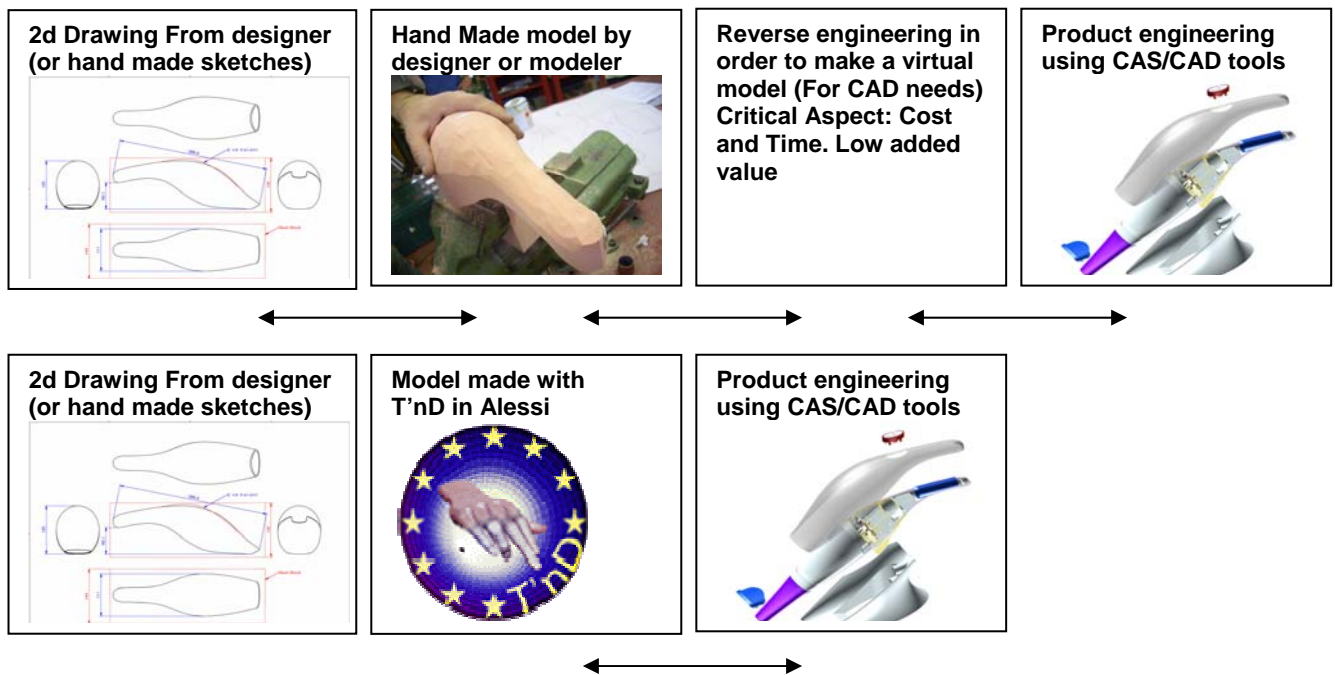 2d Drawing From designer
(or hand made sketches)
Hand Made model by
designer or modeler
Reverse engineering in
order to make a virtual
model (For CAD needs)
Critical Aspect: Cost
and Time. Low added
value
Product engineering
using CAS/CAD tools
2d Drawing From designer
(or hand made sketches)
Model made with
T'nD in Alessi
T'nD
Product engineering
using CAS/CAD tools